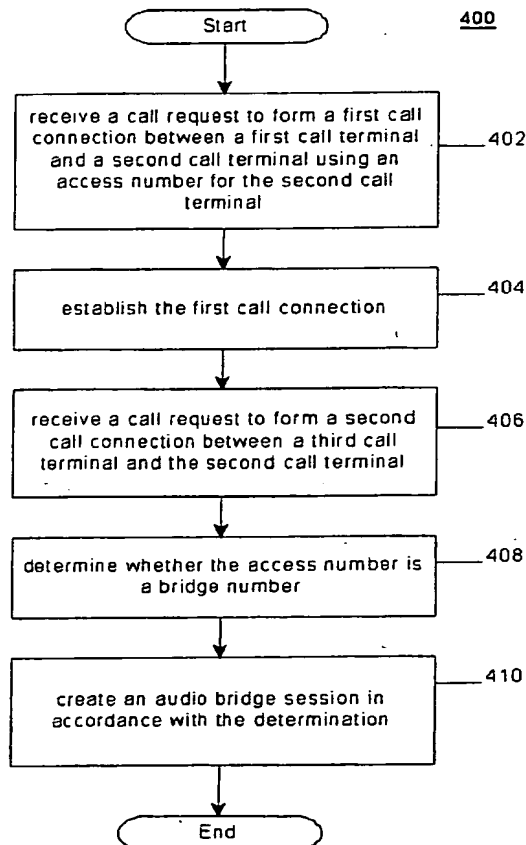 Start
400
receive a call request to form a first call
connection between a first call terminal
and a second call terminal using an
access number for the second call
terminal
402
establish the first call connection
404
receive a call request to form a second
call connection between a third call
terminal and the second call terminal
406
determine whether the access number is
a bridge number
408
create an audio bridge session in
accordance with the determination
410
End